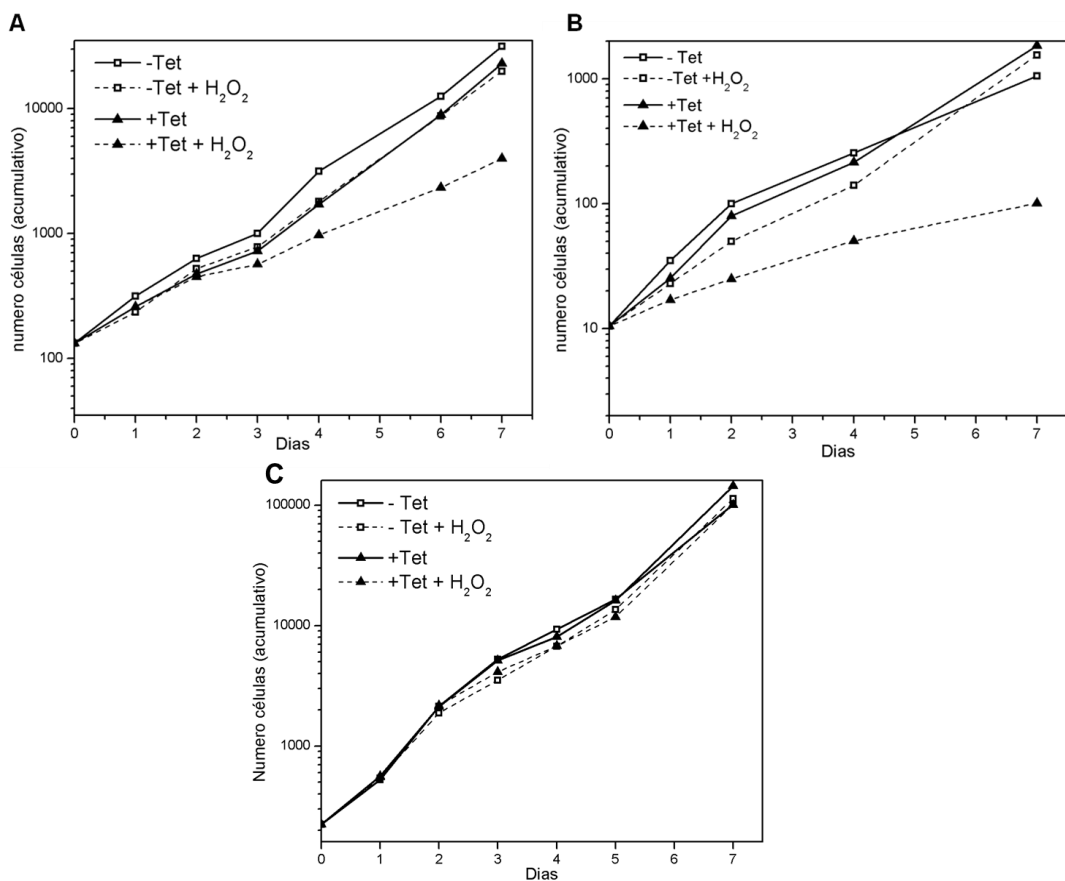 A
-Tet
-Tet + H₂O₂
+Tet
+Tet + H₂O₂
numero células (acumulativo)
10000
1000
100
0 1 2 3 4 5 6 7
Dias
B
- Tet
-Tet +H₂O₂
+Tet
+Tet + H₂O₂
numero células (acumulativo)
1000
100
10
0 1 2 3 4 5 6 7
Dias
C
- Tet
- Tet + H₂O₂
+Tet
+Tet + H₂O₂
Numero células (acumulativo)
100000
10000
1000
0 1 2 3 4 5 6 7
Dias